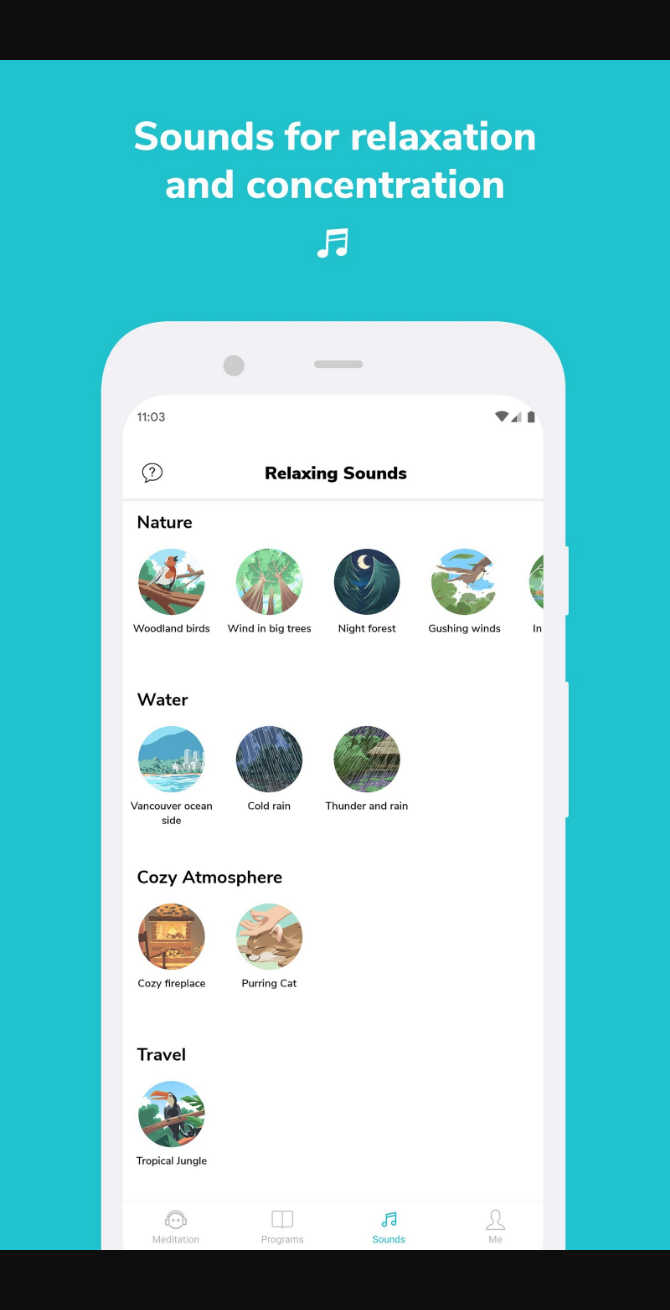 Sounds for relaxation
and concentration
11:03
?
Relaxing Sounds
Nature
Woodland birds
Wind in big trees
Night forest
Gushing winds
In
Water
Vancouver ocean
side
Cold rain
Thunder and rain
Cozy Atmosphere
Cozy fireplace
Purring Cat
Travel
Tropical Jungle
Meditation
Programs
Sounds
Me